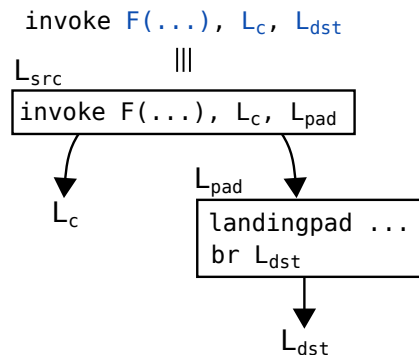 invoke F(...), Lc, Ldst
≡
Lsrc
invoke F(...), Lc, Lpad
Lpad
Lc
landingpad ...
br Ldst
Ldst